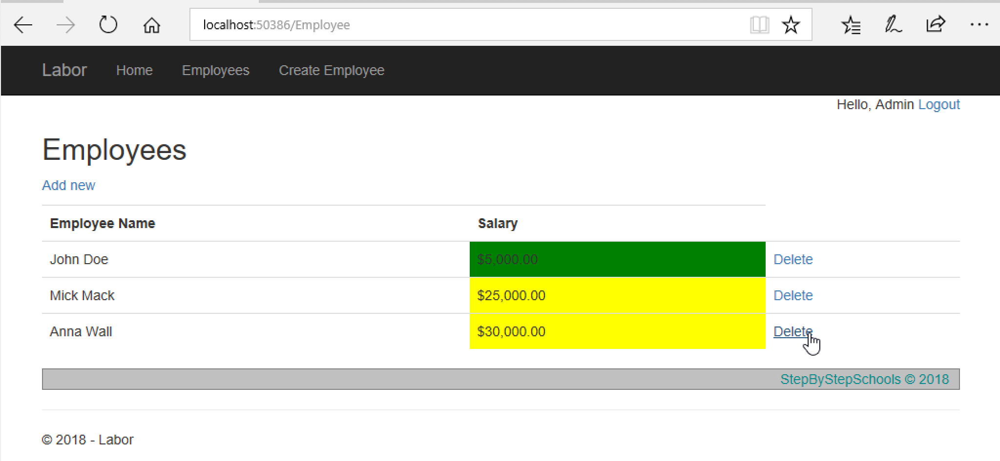 localhost:50386/Employee
Labor Home Employees Create Employee
Hello, Admin Logout
Employees
Add new
Employee Name Salary
John Doe $5,000.00 Delete
Mick Mack $25,000.00 Delete
Anna Wall $30,000.00 Delete
StepByStepSchools © 2018
© 2018 - Labor